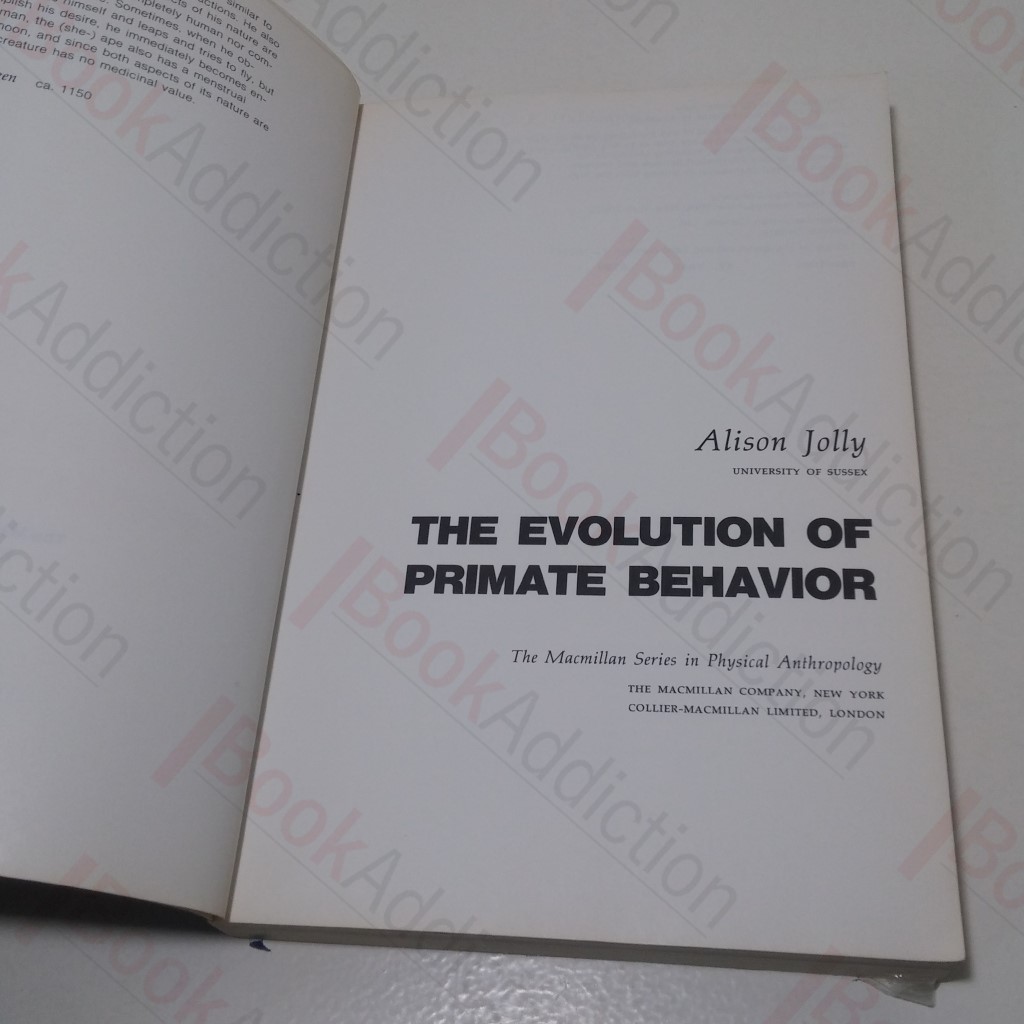 similar to
actions. He also
ects of his nature are
completely human nor com-
Sometimes, when he ob-
himself and leaps and tries to fly, but
plish his desire, he immediately becomes en-
man, the (she-) ape also has a menstrual
moon, and since both aspects of its nature are
creature has no medicinal value.
ca. 1150
Alison Jolly
UNIVERSITY OF SUSSEX
THE EVOLUTION OF
PRIMATE BEHAVIOR
The Macmillan Series in Physical Anthropology
THE MACMILLAN COMPANY, NEW YORK
COLLIER-MACMILLAN LIMITED, LONDON
BookAddiction